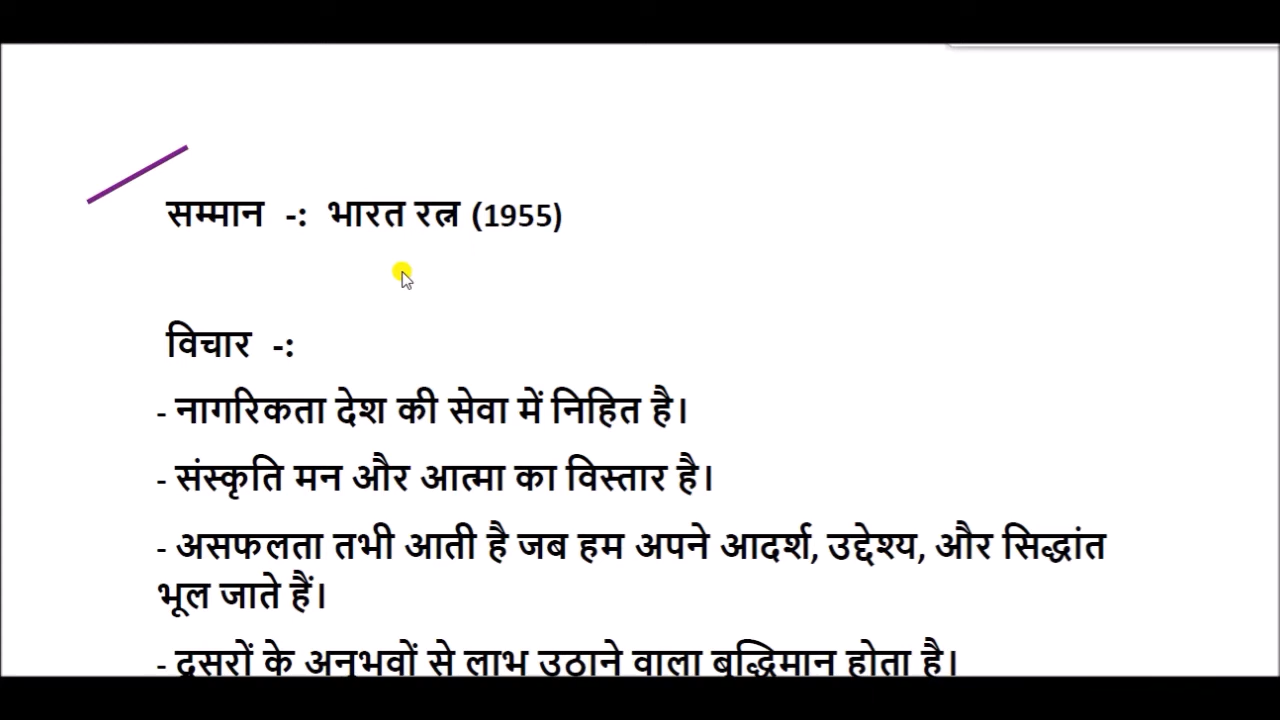 सम्मान -: भारत रत्न (1955)
विचार -:
- नागरिकता देश की सेवा में निहित है।
- संस्कृति मन और आत्मा का विस्तार है।
- असफलता तभी आती है जब हम अपने आदर्श, उद्देश्य, और सिद्धांत
भूल जाते हैं।
- दूसरों के अनुभवों से लाभ उठाने वाला बुद्धिमान होता है।